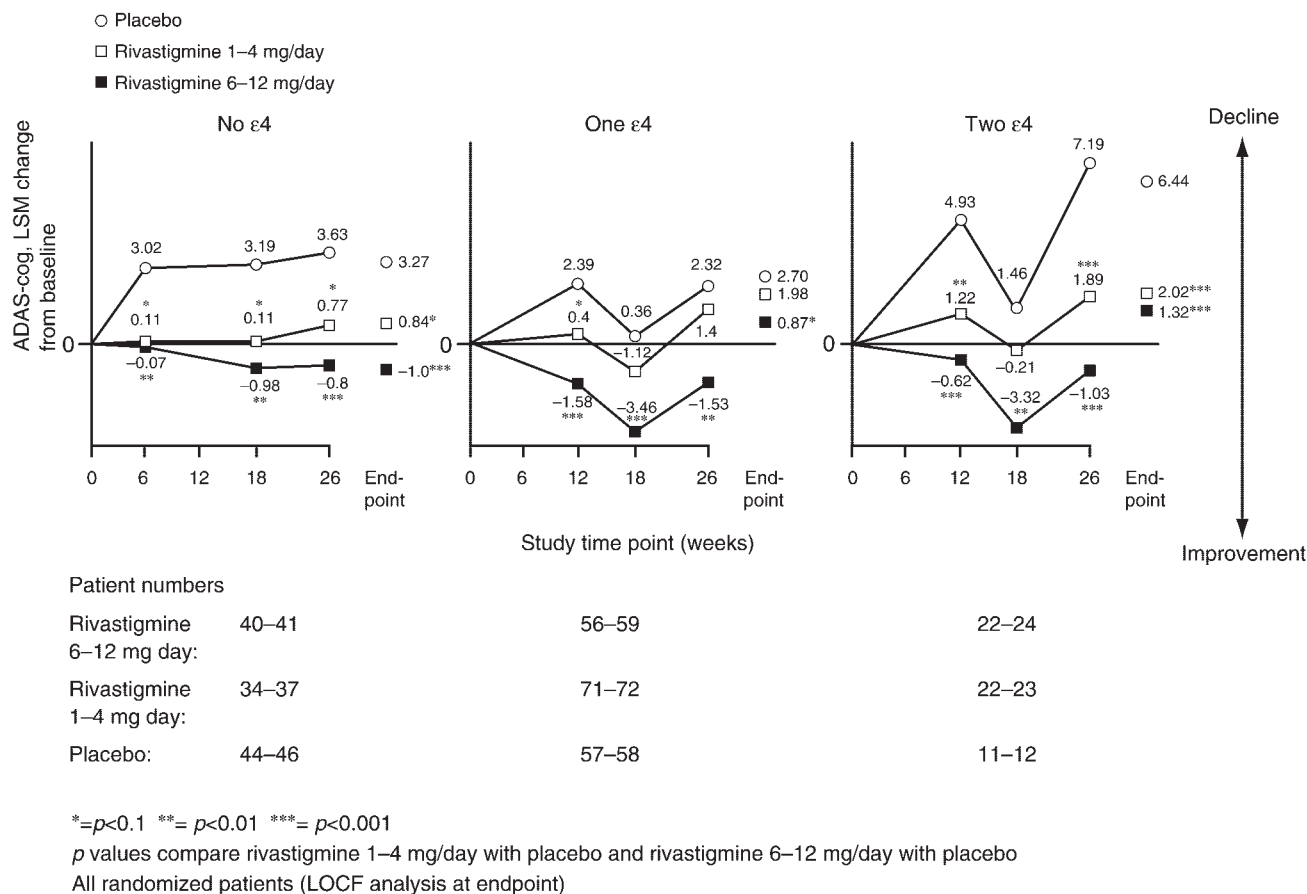 Placebo
Rivastigmine 1–4 mg/day
Rivastigmine 6–12 mg/day
No ε4
One ε4
Two ε4
Decline
ADAS-cog, LSM change
from baseline
0
3.02
3.19
3.63
3.27
*
0.11
*
0.11
*
0.77
0.84*
–0.07
**
–0.98
**
–0.8
***
–1.0***
0 6 12 18 26 End-
point
0
2.39
0.36
2.32
2.70
1.98
0.87*
*
0.4
–1.12
1.4
–1.58
***
–3.46
***
–1.53
**
0 6 12 18 26 End-
point
0
4.93
1.46
7.19
6.44
**
1.22
–0.21
***
1.89
2.02***
1.32***
–0.62
***
–3.32
**
–1.03
***
0 6 12 18 26 End-
point
Study time point (weeks)
Improvement
Patient numbers
Rivastigmine 40–41 56–59 22–24
6–12 mg day:
Rivastigmine 34–37 71–72 22–23
1–4 mg day:
Placebo: 44–46 57–58 11–12
*=p<0.1 **= p<0.01 ***= p<0.001
p values compare rivastigmine 1–4 mg/day with placebo and rivastigmine 6–12 mg/day with placebo
All randomized patients (LOCF analysis at endpoint)